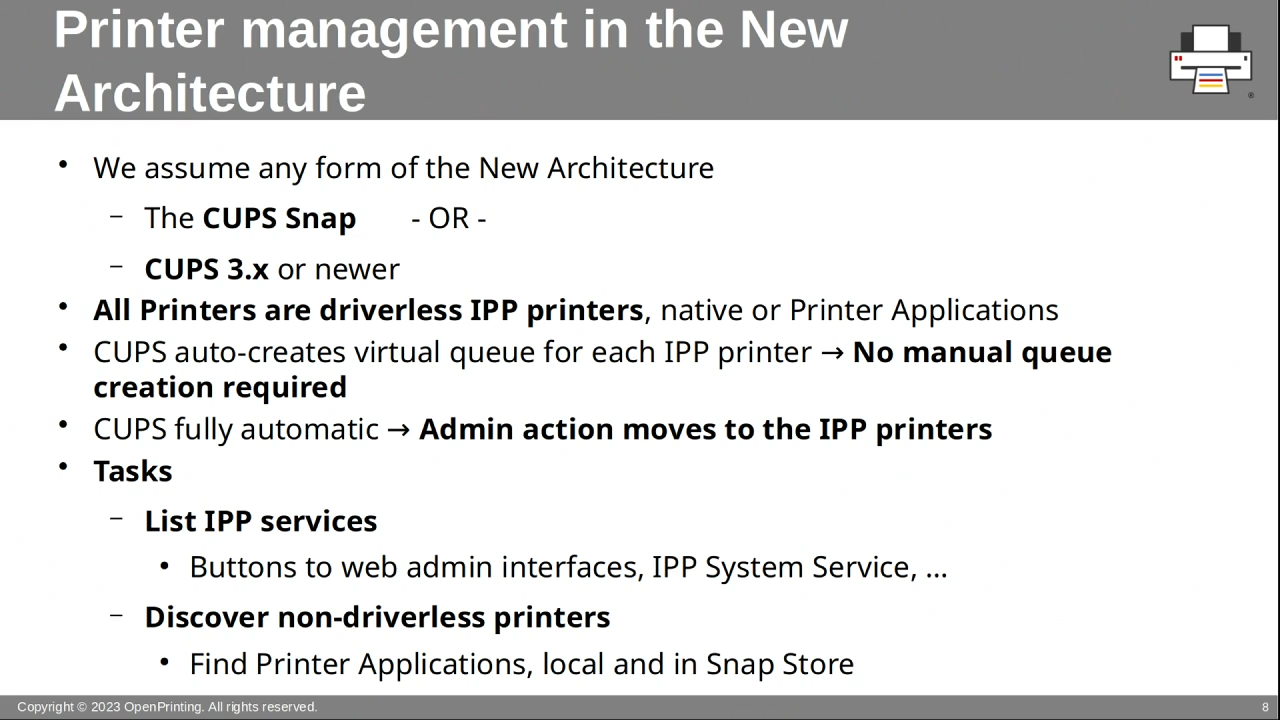 Printer management in the New
Architecture
®
• We assume any form of the New Architecture
– The CUPS Snap - OR -
– CUPS 3.x or newer
• All Printers are driverless IPP printers, native or Printer Applications
• CUPS auto-creates virtual queue for each IPP printer → No manual queue
creation required
• CUPS fully automatic → Admin action moves to the IPP printers
• Tasks
– List IPP services
• Buttons to web admin interfaces, IPP System Service, ...
– Discover non-driverless printers
• Find Printer Applications, local and in Snap Store
Copyright © 2023 OpenPrinting. All rights reserved.
8